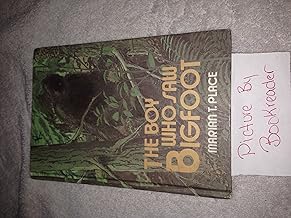 THE BOY
WHO SAW
BIGFOOT
MARIAN T. PLACE
Picture By
Bookreader